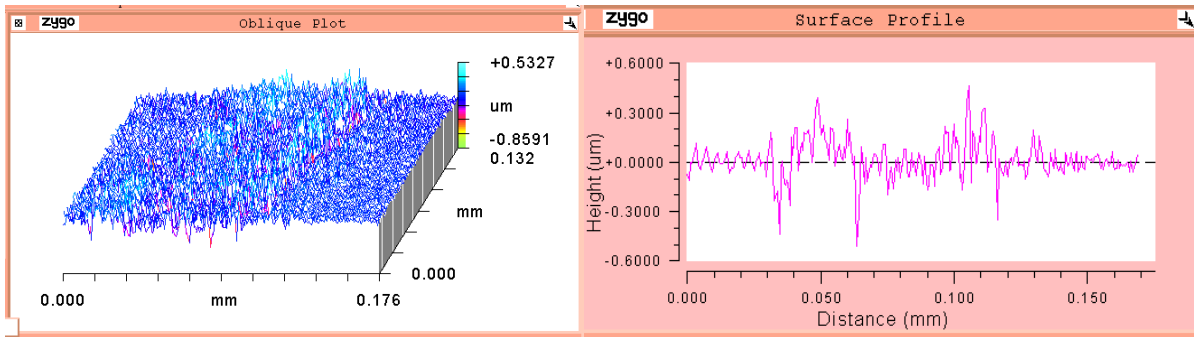 zygo Oblique Plot
+0.5327
um
-0.8591
0.132
mm
0.000
0.000 mm 0.176
zygo Surface Profile
+0.6000
+0.3000
+0.0000
-0.3000
-0.6000
Height (um)
0.000 0.050 0.100 0.150
Distance (mm)